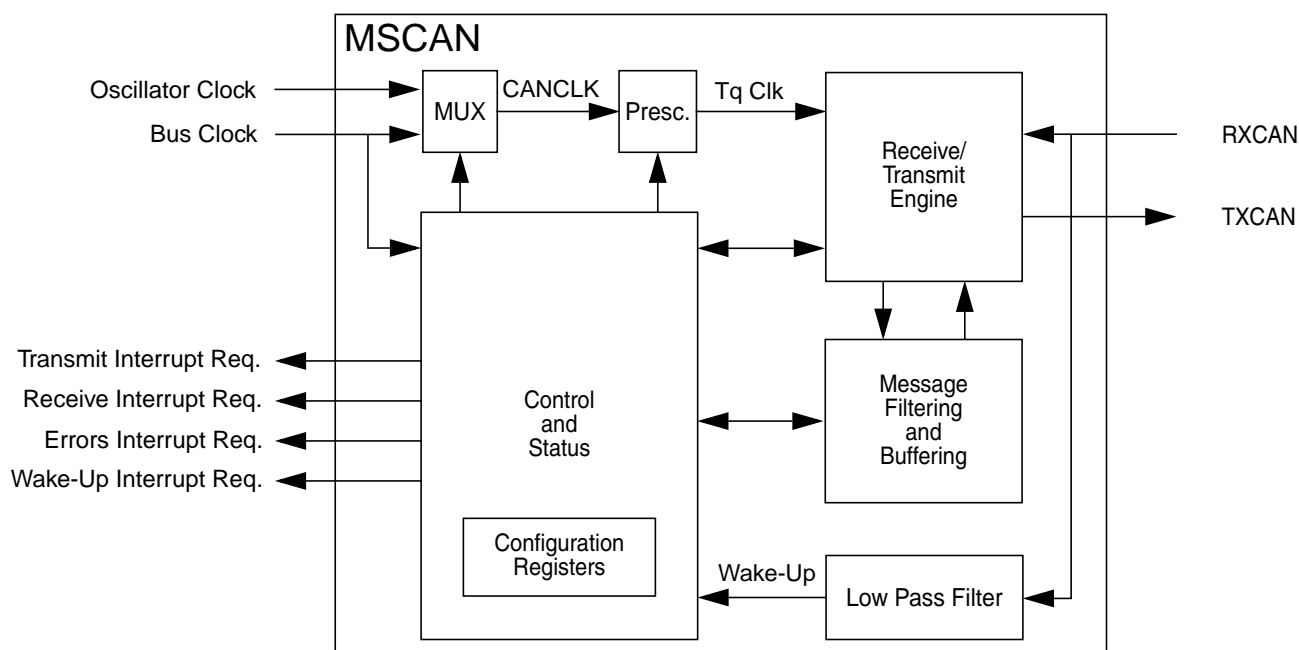 MSCAN
Oscillator Clock
MUX
CANCLK
Presc.
Tq Clk
Bus Clock
Receive/
Transmit
Engine
RXCAN
TXCAN
Transmit Interrupt Req.
Receive Interrupt Req.
Errors Interrupt Req.
Wake-Up Interrupt Req.
Control
and
Status
Message
Filtering
and
Buffering
Configuration
Registers
Wake-Up
Low Pass Filter